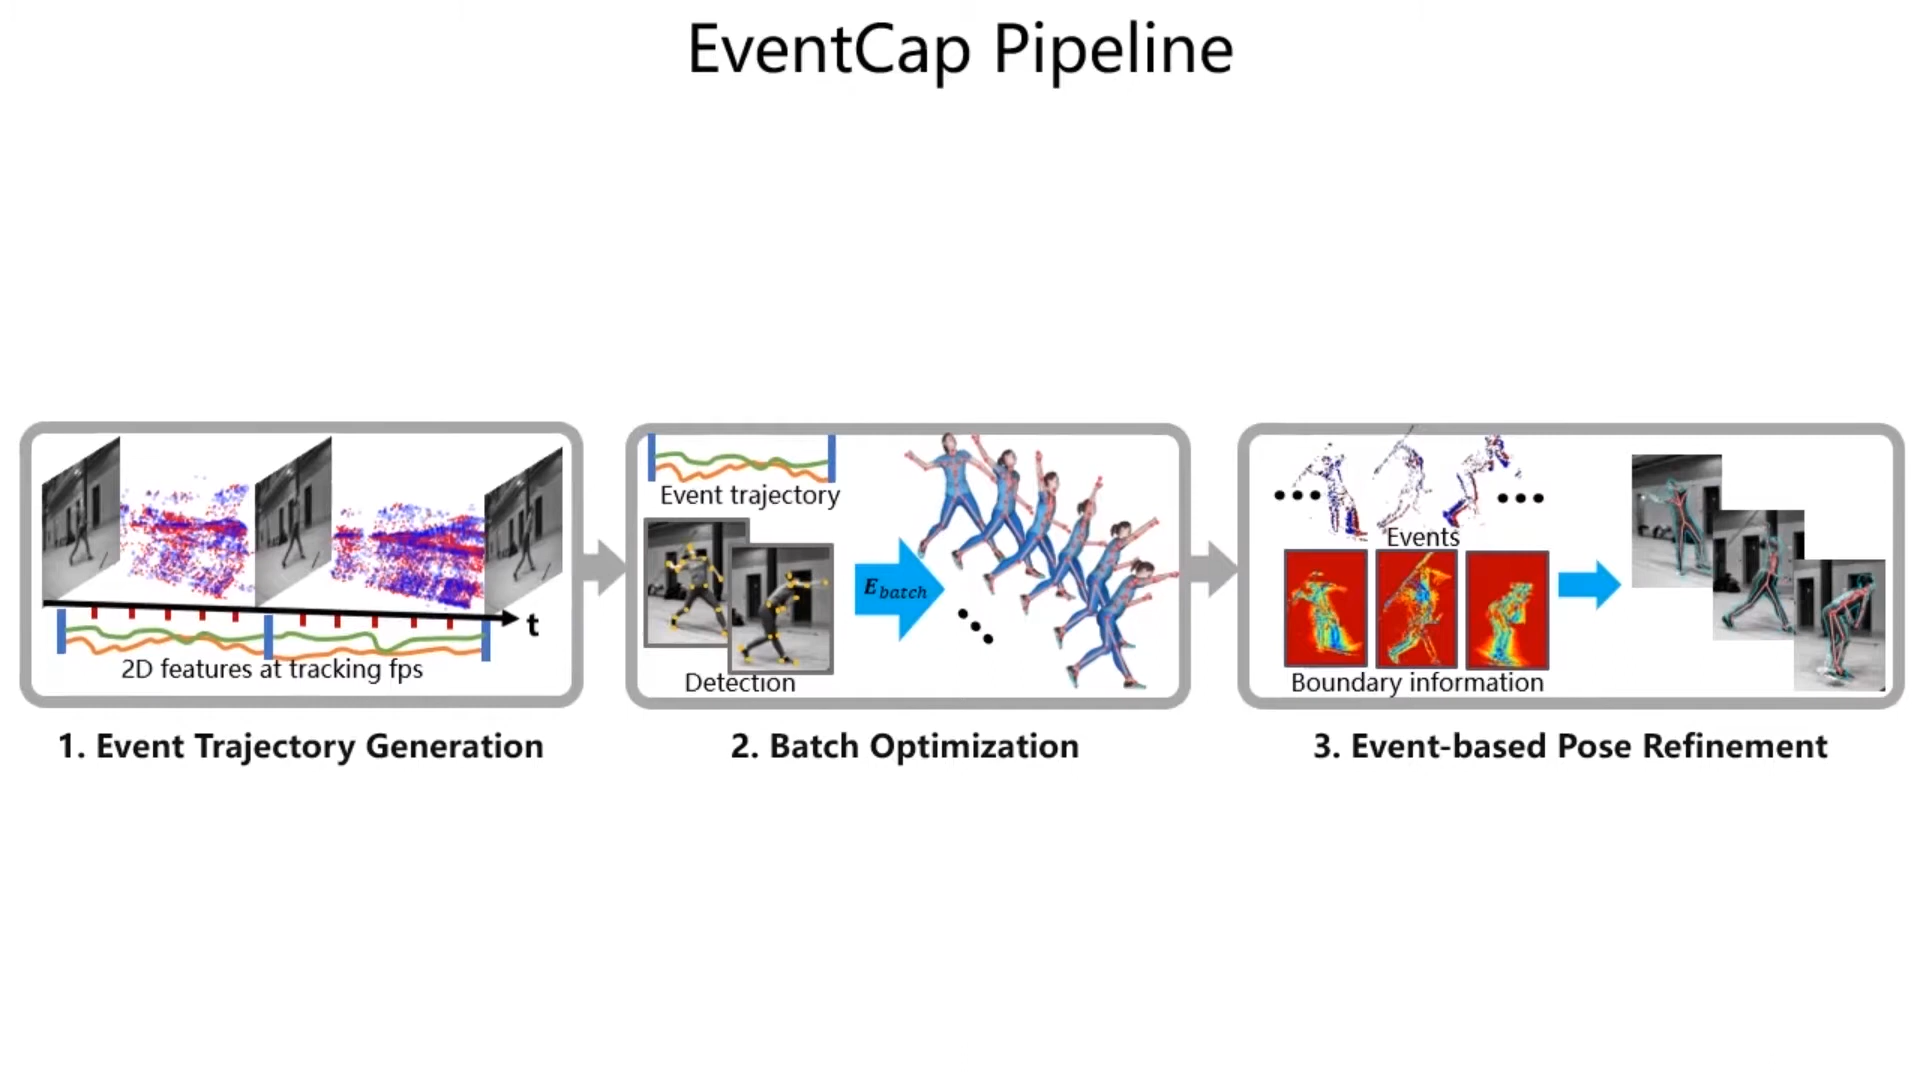 EventCap Pipeline
t
2D features at tracking fps
1. Event Trajectory Generation
Event trajectory
Detection
E_batch
2. Batch Optimization
Events
Boundary information
3. Event-based Pose Refinement